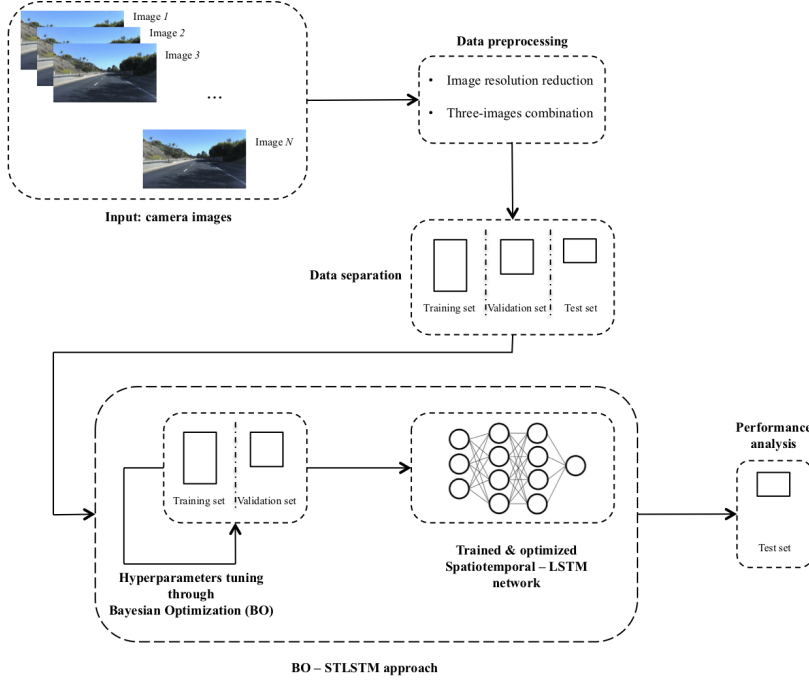 Image 1
Image 2
Image 3
...
Image N
Input: camera images
Data preprocessing
• Image resolution reduction
• Three-images combination
Data separation
Training set
Validation set
Test set
Training set
Validation set
Hyperparameters tuning
through
Bayesian Optimization (BO)
Trained & optimized
Spatiotemporal – LSTM
network
Performance
analysis
Test set
BO – STLSTM approach